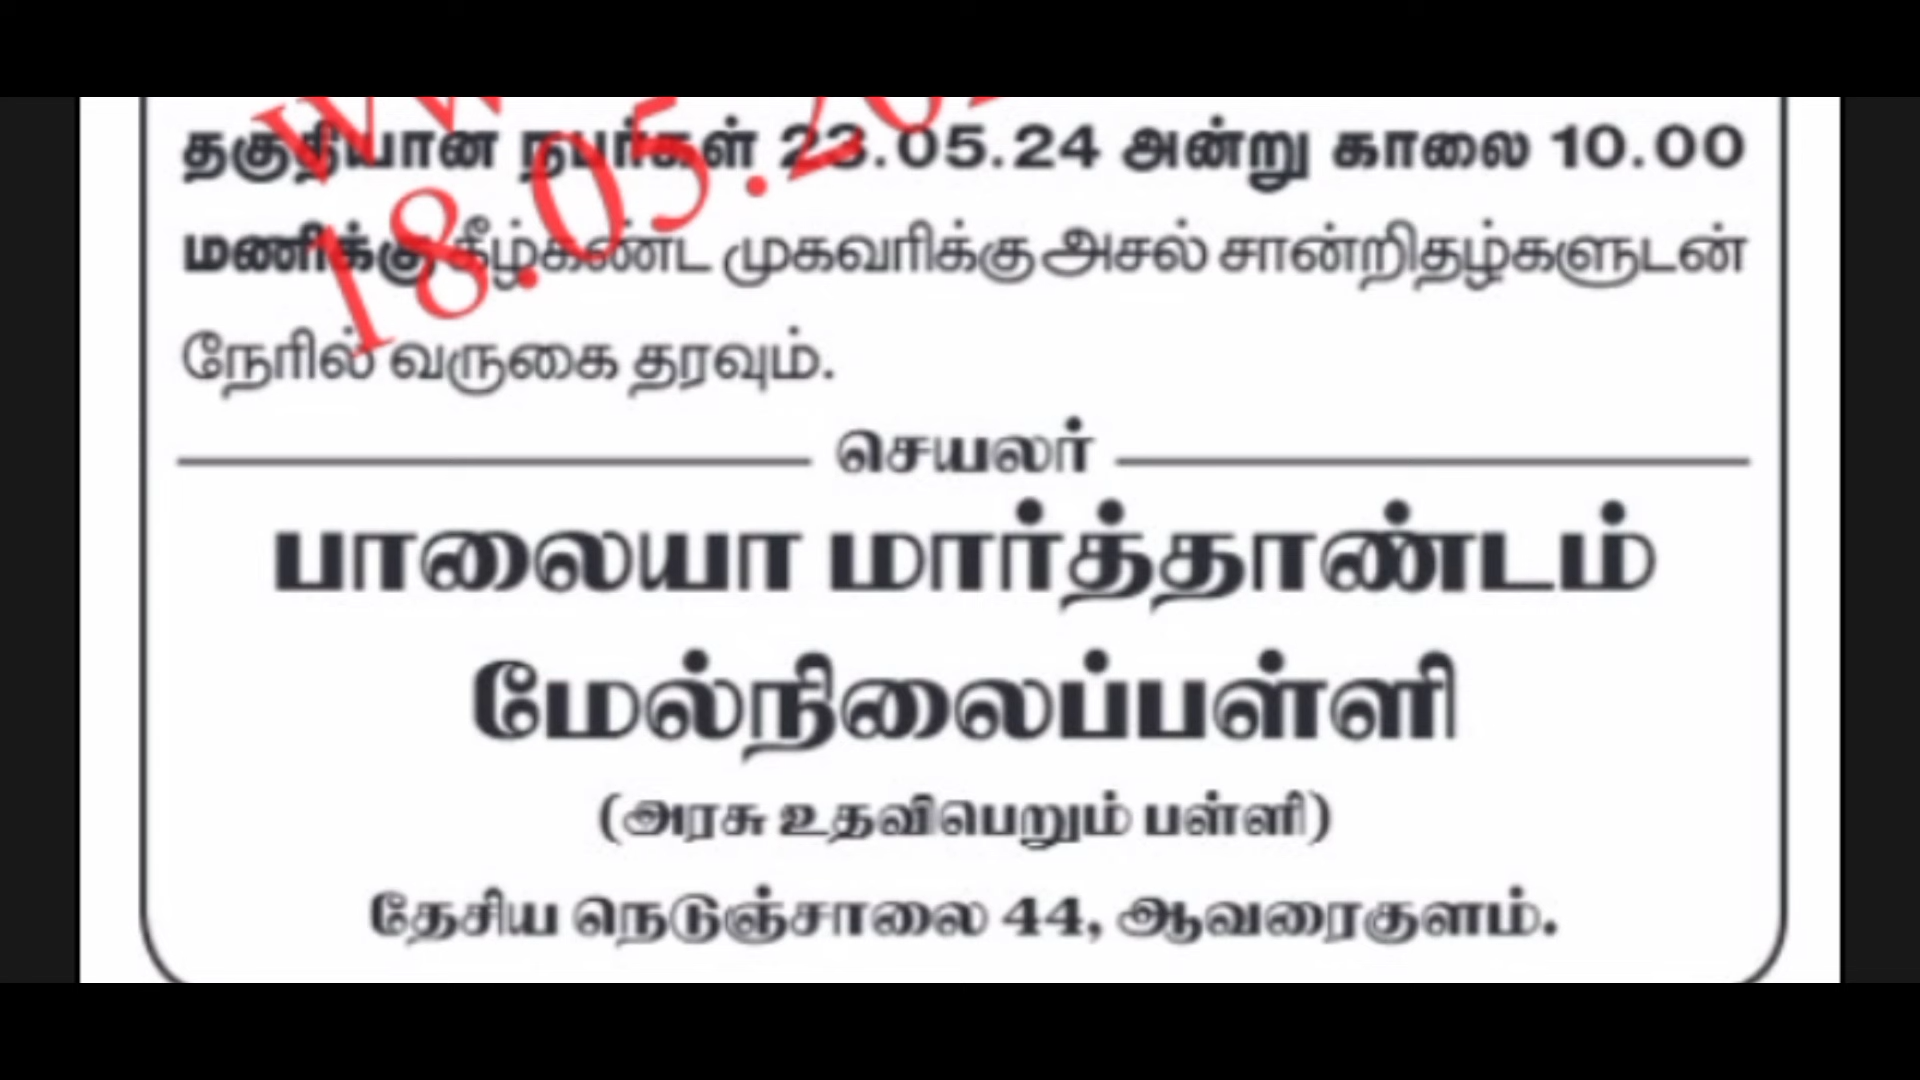 தகுதியான நபர்கள் 23.05.24 அன்று காலை 10.00
மணிக்கு கீழ்கண்ட முகவரிக்கு அசல் சான்றிதழ்களுடன்
நேரில் வருகை தரவும்.
செயலர்
பாலையா மார்த்தாண்டம்
மேல்நிலைப்பள்ளி
(அரசு உதவிபெறும் பள்ளி)
தேசிய நெடுஞ்சாலை 44, ஆவரைகுளம்.